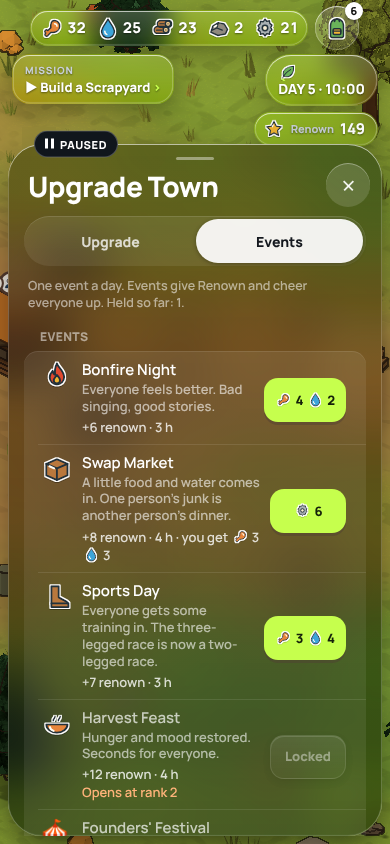 32 25 23 2 21 6
MISSION
▶ Build a Scrapyard ›
DAY 5 · 10:00
Renown 149
PAUSED
Upgrade Town
Upgrade Events
One event a day. Events give Renown and cheer
everyone up. Held so far: 1.
EVENTS
Bonfire Night
Everyone feels better. Bad
singing, good stories.
+6 renown · 3 h
4 2
Swap Market
A little food and water comes
in. One person's junk is
another person's dinner.
+8 renown · 4 h · you get 3
3
6
Sports Day
Everyone gets some
training in. The three-
legged race is now a two-
legged race.
+7 renown · 3 h
3 4
Harvest Feast
Hunger and mood restored.
Seconds for everyone.
+12 renown · 4 h
Opens at rank 2
Locked
Founders' Festival